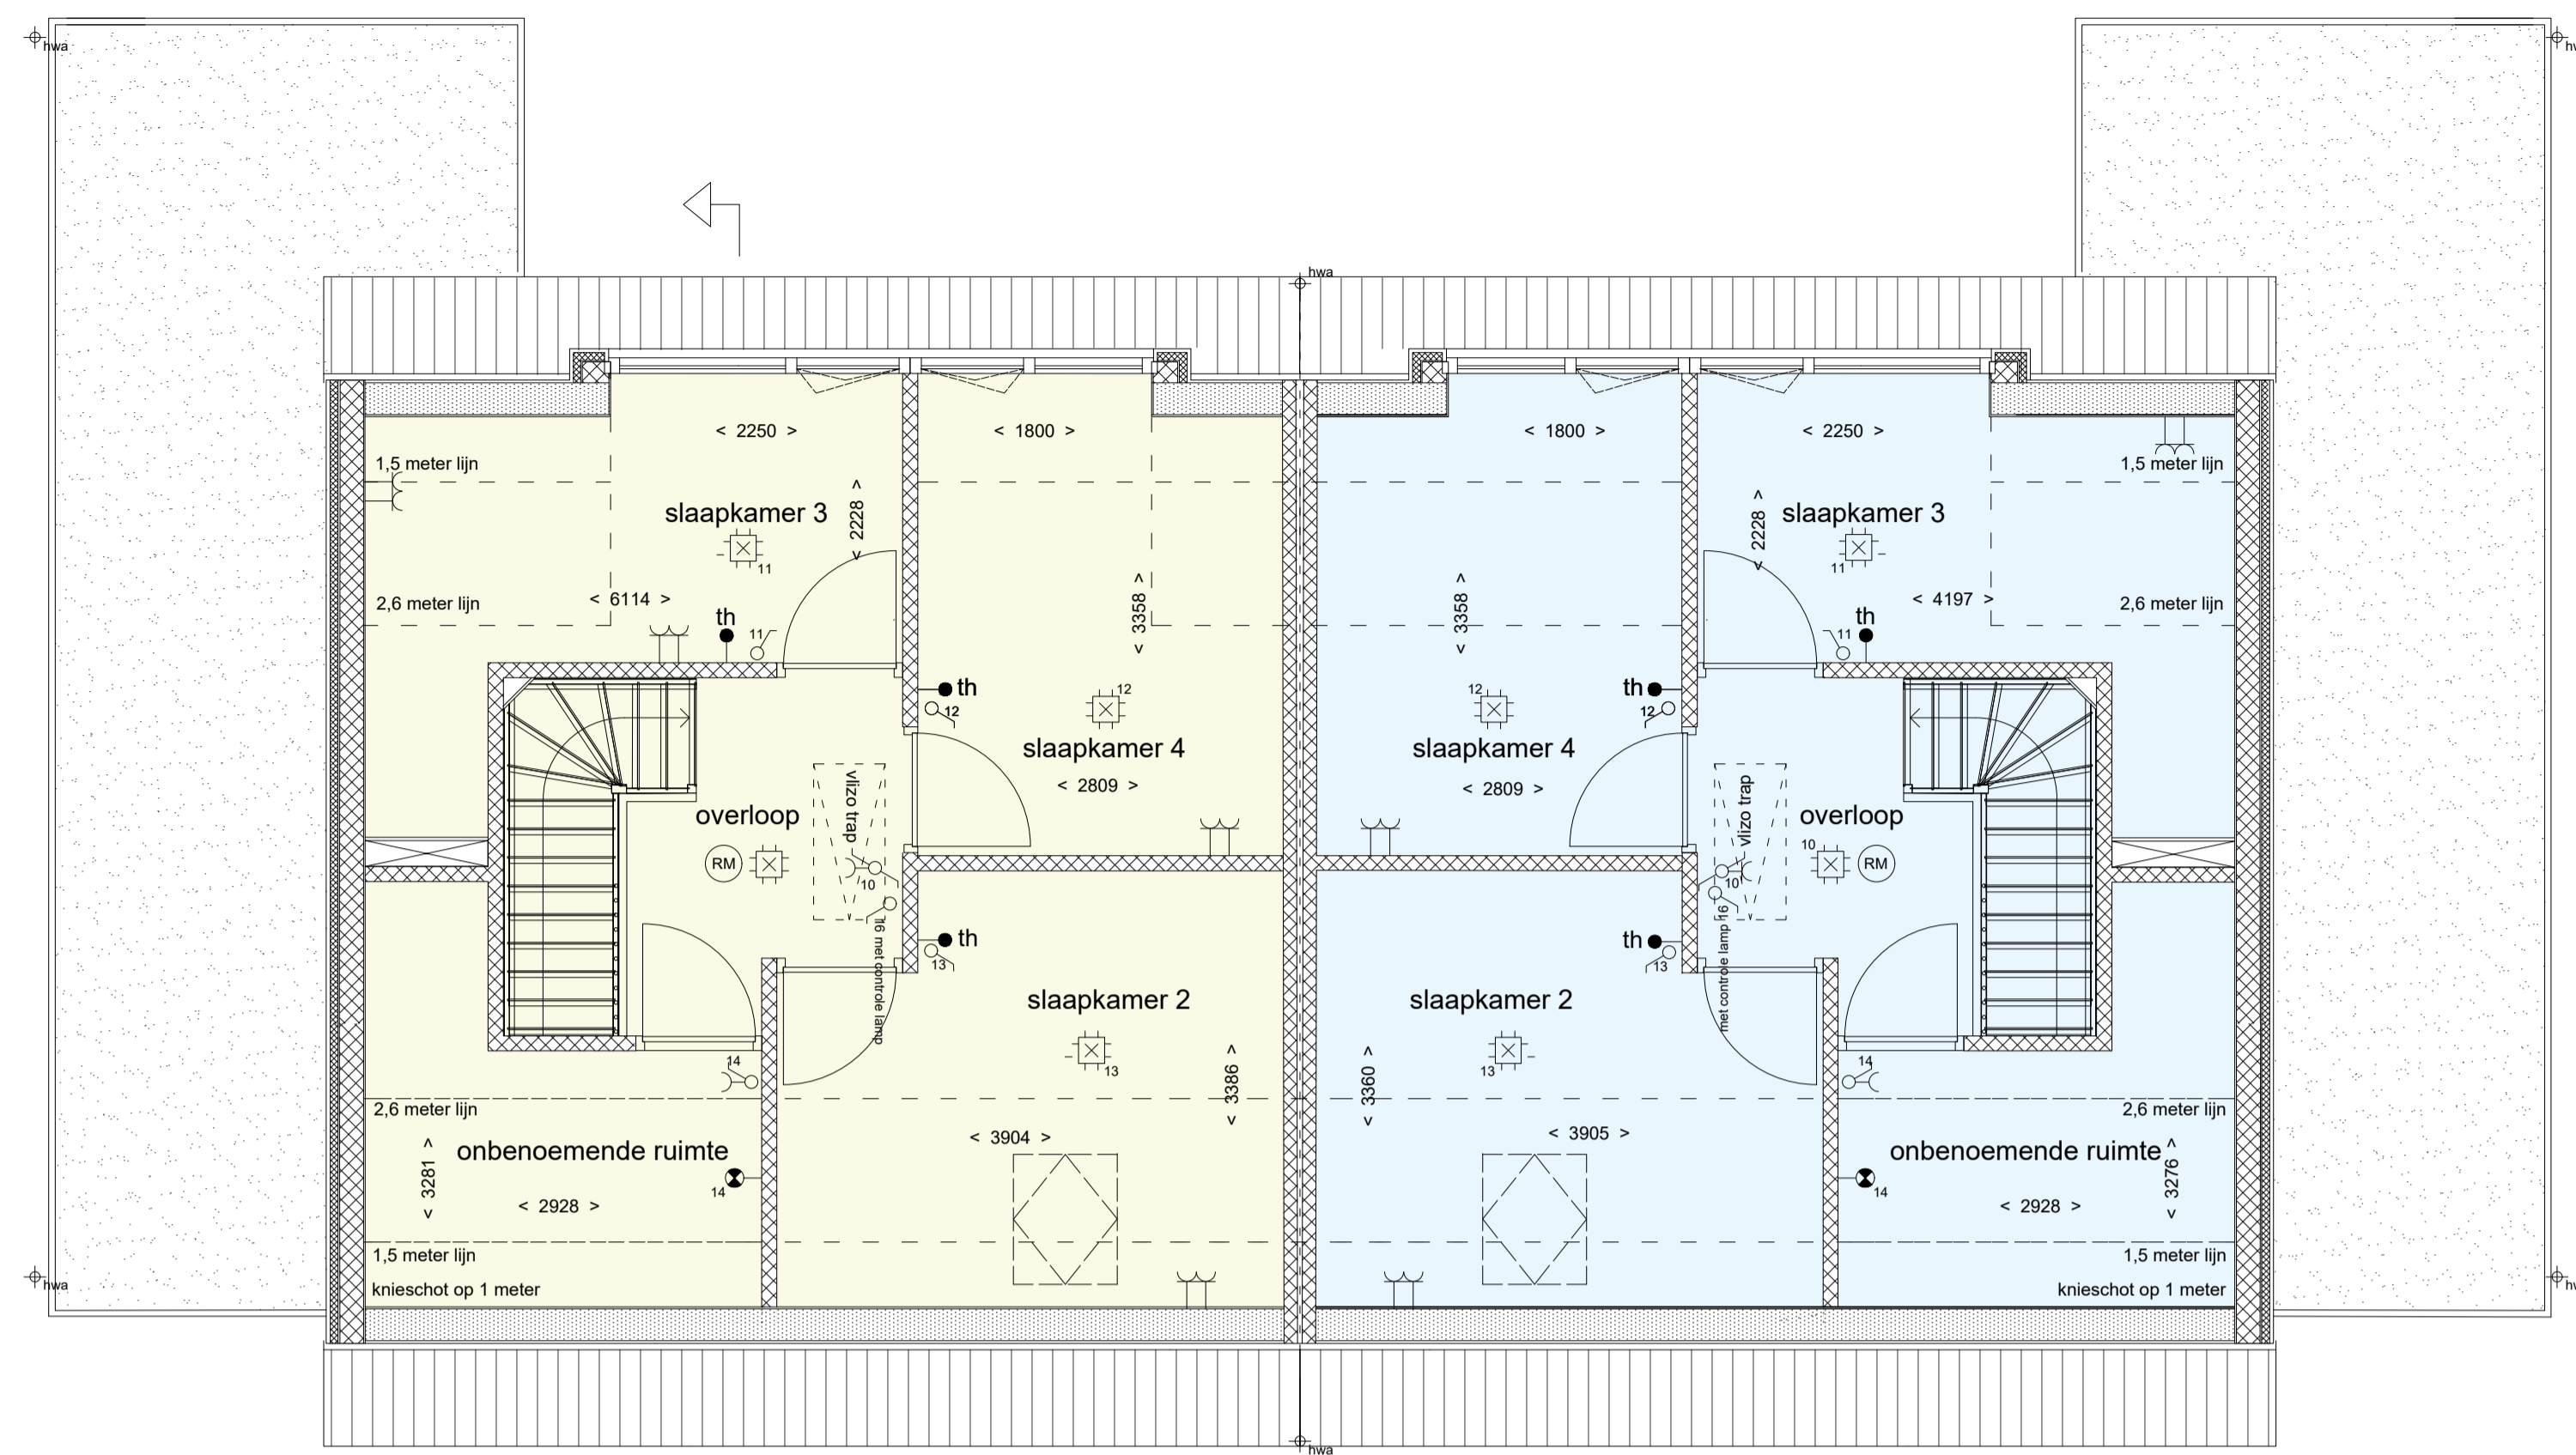 hwa
hwa
hwa
< 2250 >
< 1800 >
< 1800 >
< 2250 >
1,5 meter lijn
1,5 meter lijn
slaapkamer 3
< 2228 >
< 2228 >
slaapkamer 3
11
11
2,6 meter lijn
< 6114 >
< 3358 >
< 3358 >
< 4197 >
2,6 meter lijn
th
11
th
11
th
12
12
th
12
12
slaapkamer 4
slaapkamer 4
< 2809 >
< 2809 >
overloop
vlizo trap
vlizo trap
overloop
RM
10
10
10
RM
16 met controle lamp
met controle lamp 16
th
13
th
13
slaapkamer 2
slaapkamer 2
14
13
< 3386 >
< 3360 >
13
14
2,6 meter lijn
2,6 meter lijn
< 3281 >
onbenoemende ruimte
< 3904 >
< 3905 >
onbenoemende ruimte
< 3276 >
14
14
< 2928 >
< 2928 >
1,5 meter lijn
1,5 meter lijn
knieschot op 1 meter
knieschot op 1 meter
hwa
hwa